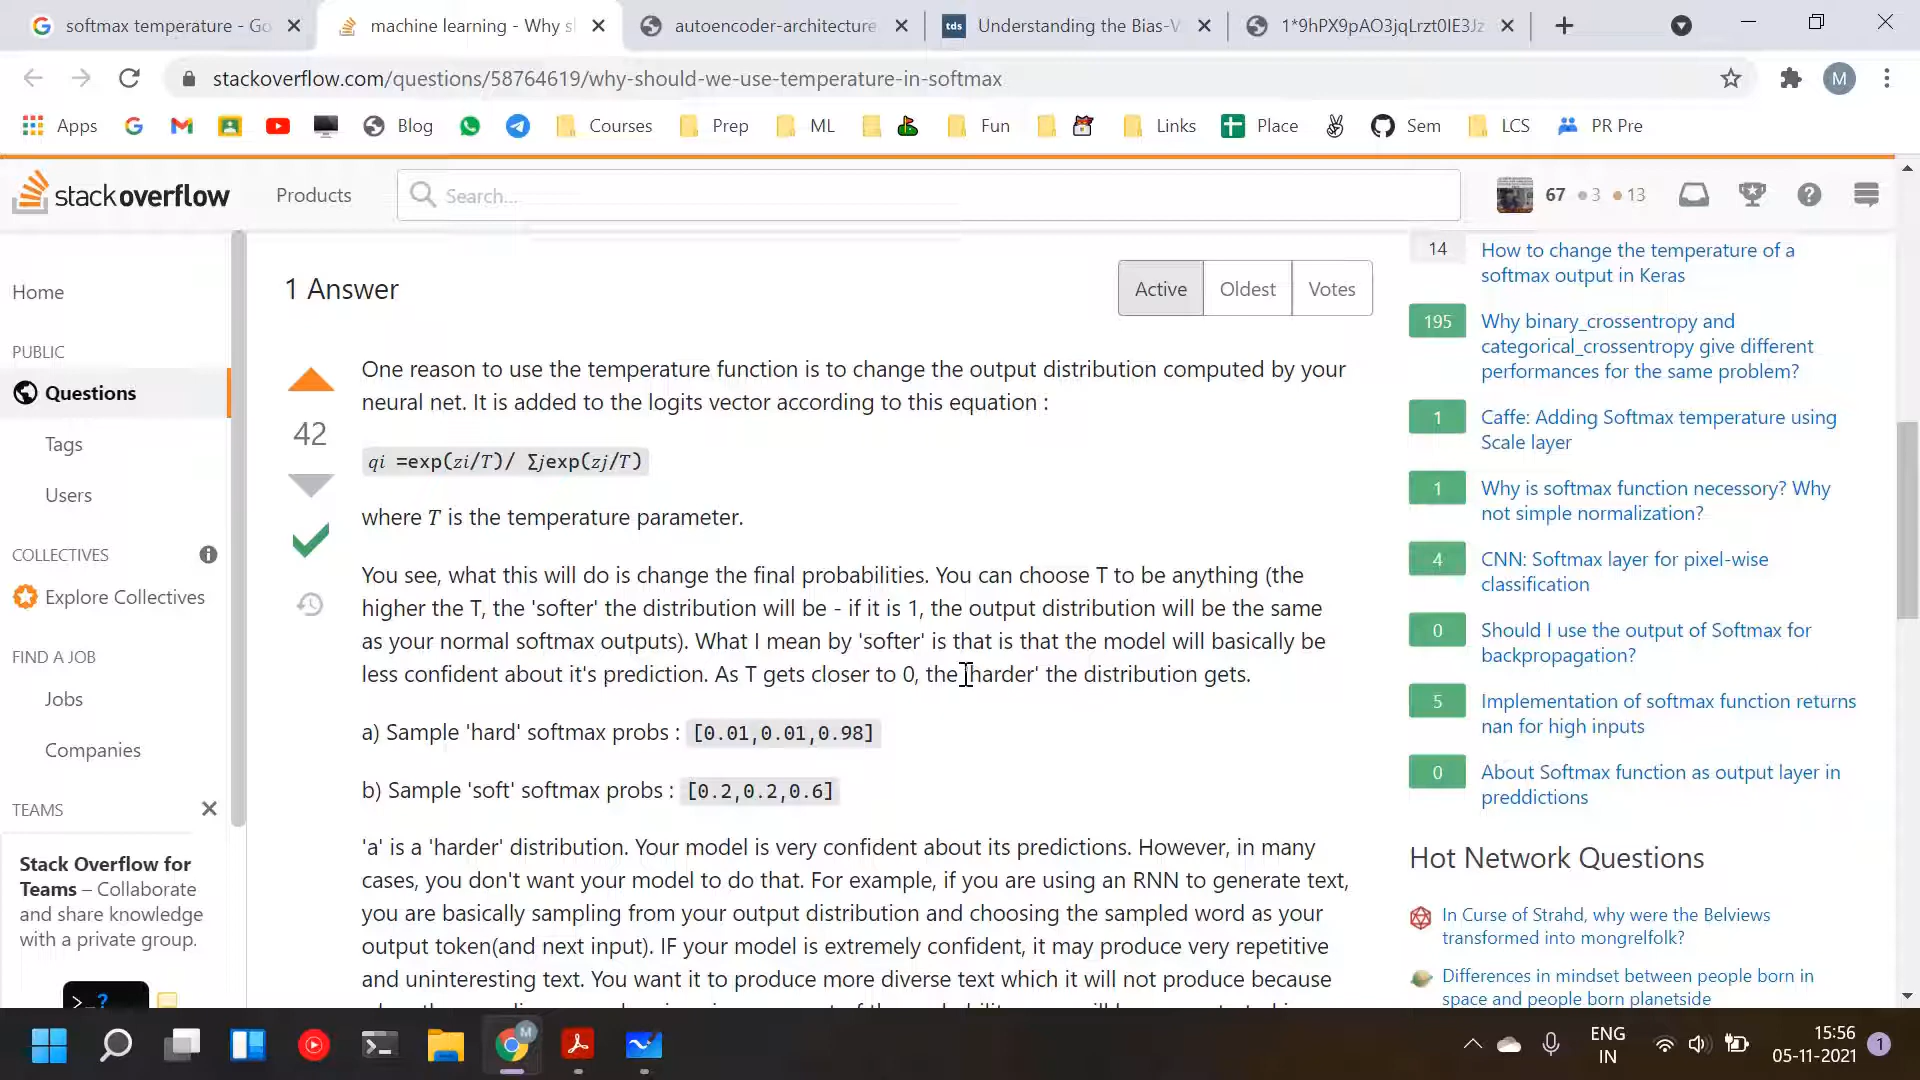 softmax temperature - Go
machine learning - Why sh
autoencoder-architecture
tds
Understanding the Bias-V
1*9hPX9pAO3jqLrzt0IE3Jz
M
stackoverflow.com/questions/58764619/why-should-we-use-temperature-in-softmax
Apps
Blog
Courses
Prep
ML
Fun
Links
Place
Sem
LCS
PR Pre
stackoverflow
Products
Search...
67 3 13
Home
PUBLIC
Questions
Tags
Users
COLLECTIVES
Explore Collectives
FIND A JOB
Jobs
Companies
TEAMS
Stack Overflow for
Teams – Collaborate
and share knowledge
with a private group.
>_?
1 Answer
Active
Oldest
Votes
42
One reason to use the temperature function is to change the output distribution computed by your
neural net. It is added to the logits vector according to this equation :
𝑞𝑖 =exp(𝑧𝑖/𝑇)/ ∑𝑗exp(𝑧𝑗/𝑇)
where 𝑇 is the temperature parameter.
You see, what this will do is change the final probabilities. You can choose T to be anything (the
higher the T, the 'softer' the distribution will be - if it is 1, the output distribution will be the same
as your normal softmax outputs). What I mean by 'softer' is that is that the model will basically be
less confident about it's prediction. As T gets closer to 0, the 'harder' the distribution gets.
a) Sample 'hard' softmax probs : [0.01,0.01,0.98]
b) Sample 'soft' softmax probs : [0.2,0.2,0.6]
'a' is a 'harder' distribution. Your model is very confident about its predictions. However, in many
cases, you don't want your model to do that. For example, if you are using an RNN to generate text,
you are basically sampling from your output distribution and choosing the sampled word as your
output token(and next input). IF your model is extremely confident, it may produce very repetitive
and uninteresting text. You want it to produce more diverse text which it will not produce because
14
How to change the temperature of a
softmax output in Keras
195
Why binary_crossentropy and
categorical_crossentropy give different
performances for the same problem?
1
Caffe: Adding Softmax temperature using
Scale layer
1
Why is softmax function necessory? Why
not simple normalization?
4
CNN: Softmax layer for pixel-wise
classification
0
Should I use the output of Softmax for
backpropagation?
5
Implementation of softmax function returns
nan for high inputs
0
About Softmax function as output layer in
preddictions
Hot Network Questions
In Curse of Strahd, why were the Belviews
transformed into mongrelfolk?
Differences in mindset between people born in
space and people born planetside
M
ENG
IN
15:56
05-11-2021
1